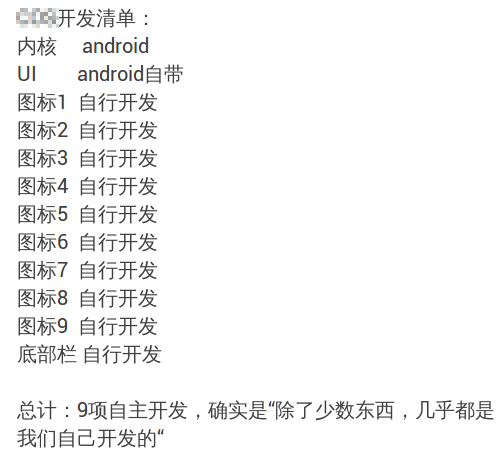 开发清单：
内核 android
UI android自带
图标1 自行开发
图标2 自行开发
图标3 自行开发
图标4 自行开发
图标5 自行开发
图标6 自行开发
图标7 自行开发
图标8 自行开发
图标9 自行开发
底部栏 自行开发
总计：9项自主开发，确实是“除了少数东西，几乎都是
我们自己开发的“